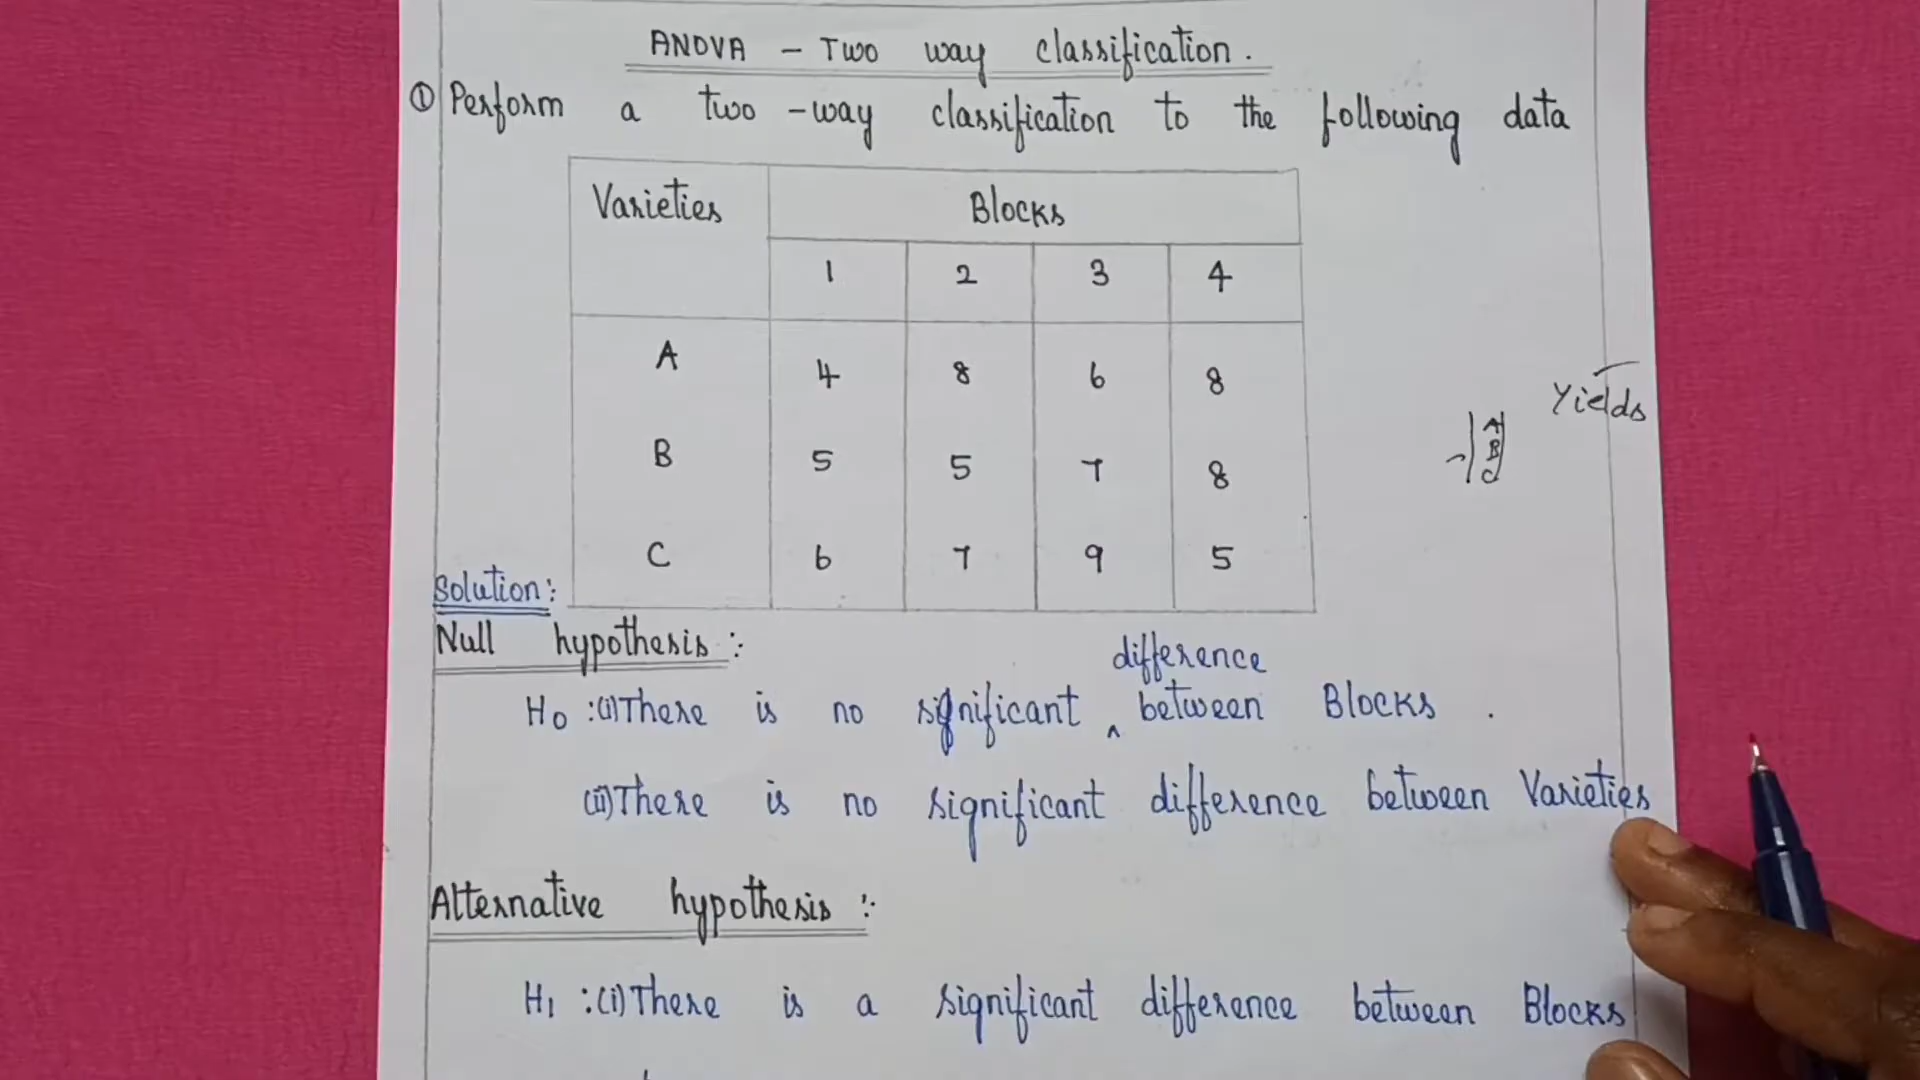 ANOVA - Two way classification.
① Perform a two-way classification to the following data
Varieties Blocks
1 2 3 4
A 4 8 6 8
B 5 5 7 8
C 6 7 9 5
Yields
A
B
C
Solution:
Null hypothesis:
difference
H0 :(i)There is no significant ^ between Blocks .
(ii)There is no significant difference between Varieties
Alternative hypothesis:
H1 :(i)There is a significant difference between Blocks